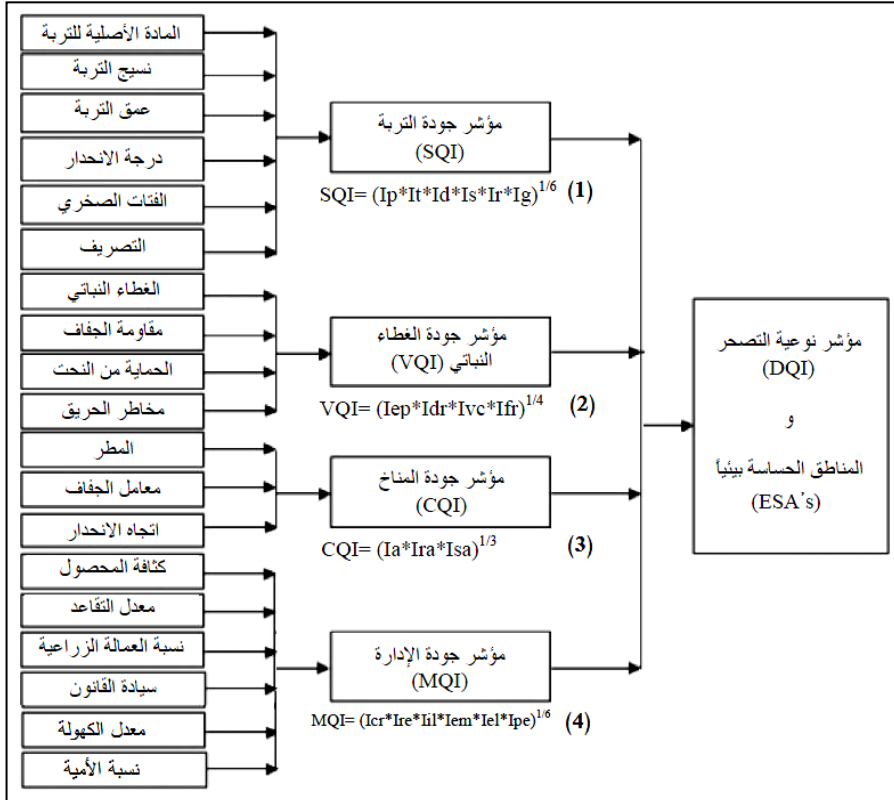 المادة الأصلية للتربة
نسيج التربة
عمق التربة
درجة الانحدار
الفتات الصخري
التصريف
مؤشر جودة التربة
(SQI)
SQI= (Ip*It*Id*Is*Ir*Ig)1/6 (1)
الغطاء النباتي
مقاومة الجفاف
الحماية من النحت
مخاطر الحريق
مؤشر جودة الغطاء
النباتي (VQI)
VQI= (Iep*Idr*Ivc*Ifr)1/4 (2)
المطر
معامل الجفاف
اتجاه الانحدار
مؤشر جودة المناخ
(CQI)
CQI= (Ia*Ira*Isa)1/3 (3)
كثافة المحصول
معدل التقاعد
نسبة العمالة الزراعية
سيادة القانون
معدل الكهولة
نسبة الأمية
مؤشر جودة الإدارة
(MQI)
MQI= (Icr*Ire*Iil*Iem*Iel*Ipe)1/6 (4)
مؤشر نوعية التصحر
(DQI)
و
المناطق الحساسة بيئياً
(ESA´s)